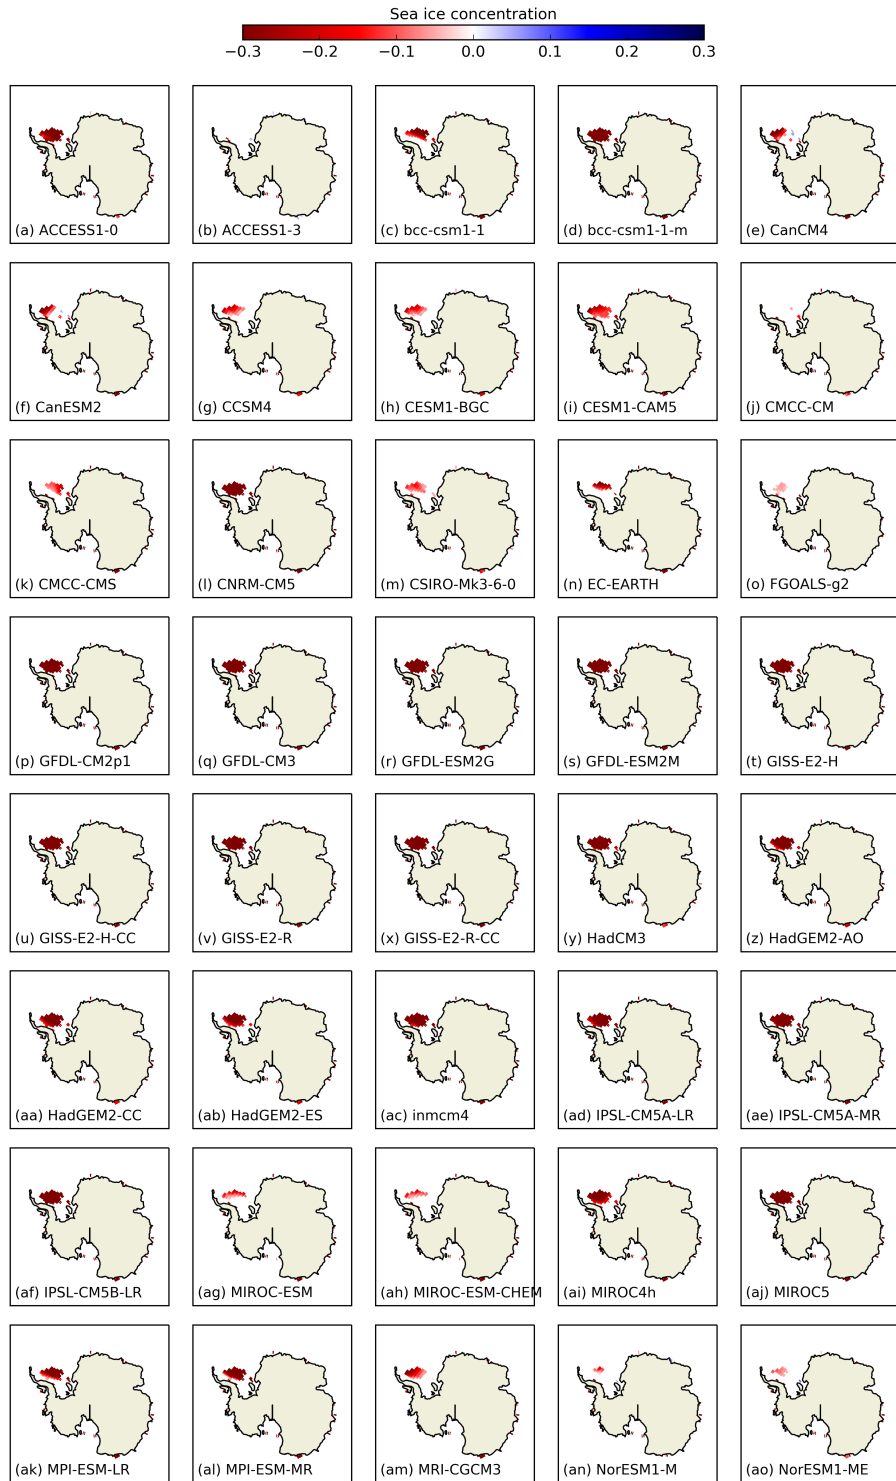 Sea ice concentration
−0.3 −0.2 −0.1 0.0 0.1 0.2 0.3
(a) ACCESS1-0
(b) ACCESS1-3
(c) bcc-csm1-1
(d) bcc-csm1-1-m
(e) CanCM4
(f) CanESM2
(g) CCSM4
(h) CESM1-BGC
(i) CESM1-CAM5
(j) CMCC-CM
(k) CMCC-CMS
(l) CNRM-CM5
(m) CSIRO-Mk3-6-0
(n) EC-EARTH
(o) FGOALS-g2
(p) GFDL-CM2p1
(q) GFDL-CM3
(r) GFDL-ESM2G
(s) GFDL-ESM2M
(t) GISS-E2-H
(u) GISS-E2-H-CC
(v) GISS-E2-R
(x) GISS-E2-R-CC
(y) HadCM3
(z) HadGEM2-AO
(aa) HadGEM2-CC
(ab) HadGEM2-ES
(ac) inmcm4
(ad) IPSL-CM5A-LR
(ae) IPSL-CM5A-MR
(af) IPSL-CM5B-LR
(ag) MIROC-ESM
(ah) MIROC-ESM-CHEM
(ai) MIROC4h
(aj) MIROC5
(ak) MPI-ESM-LR
(al) MPI-ESM-MR
(am) MRI-CGCM3
(an) NorESM1-M
(ao) NorESM1-ME